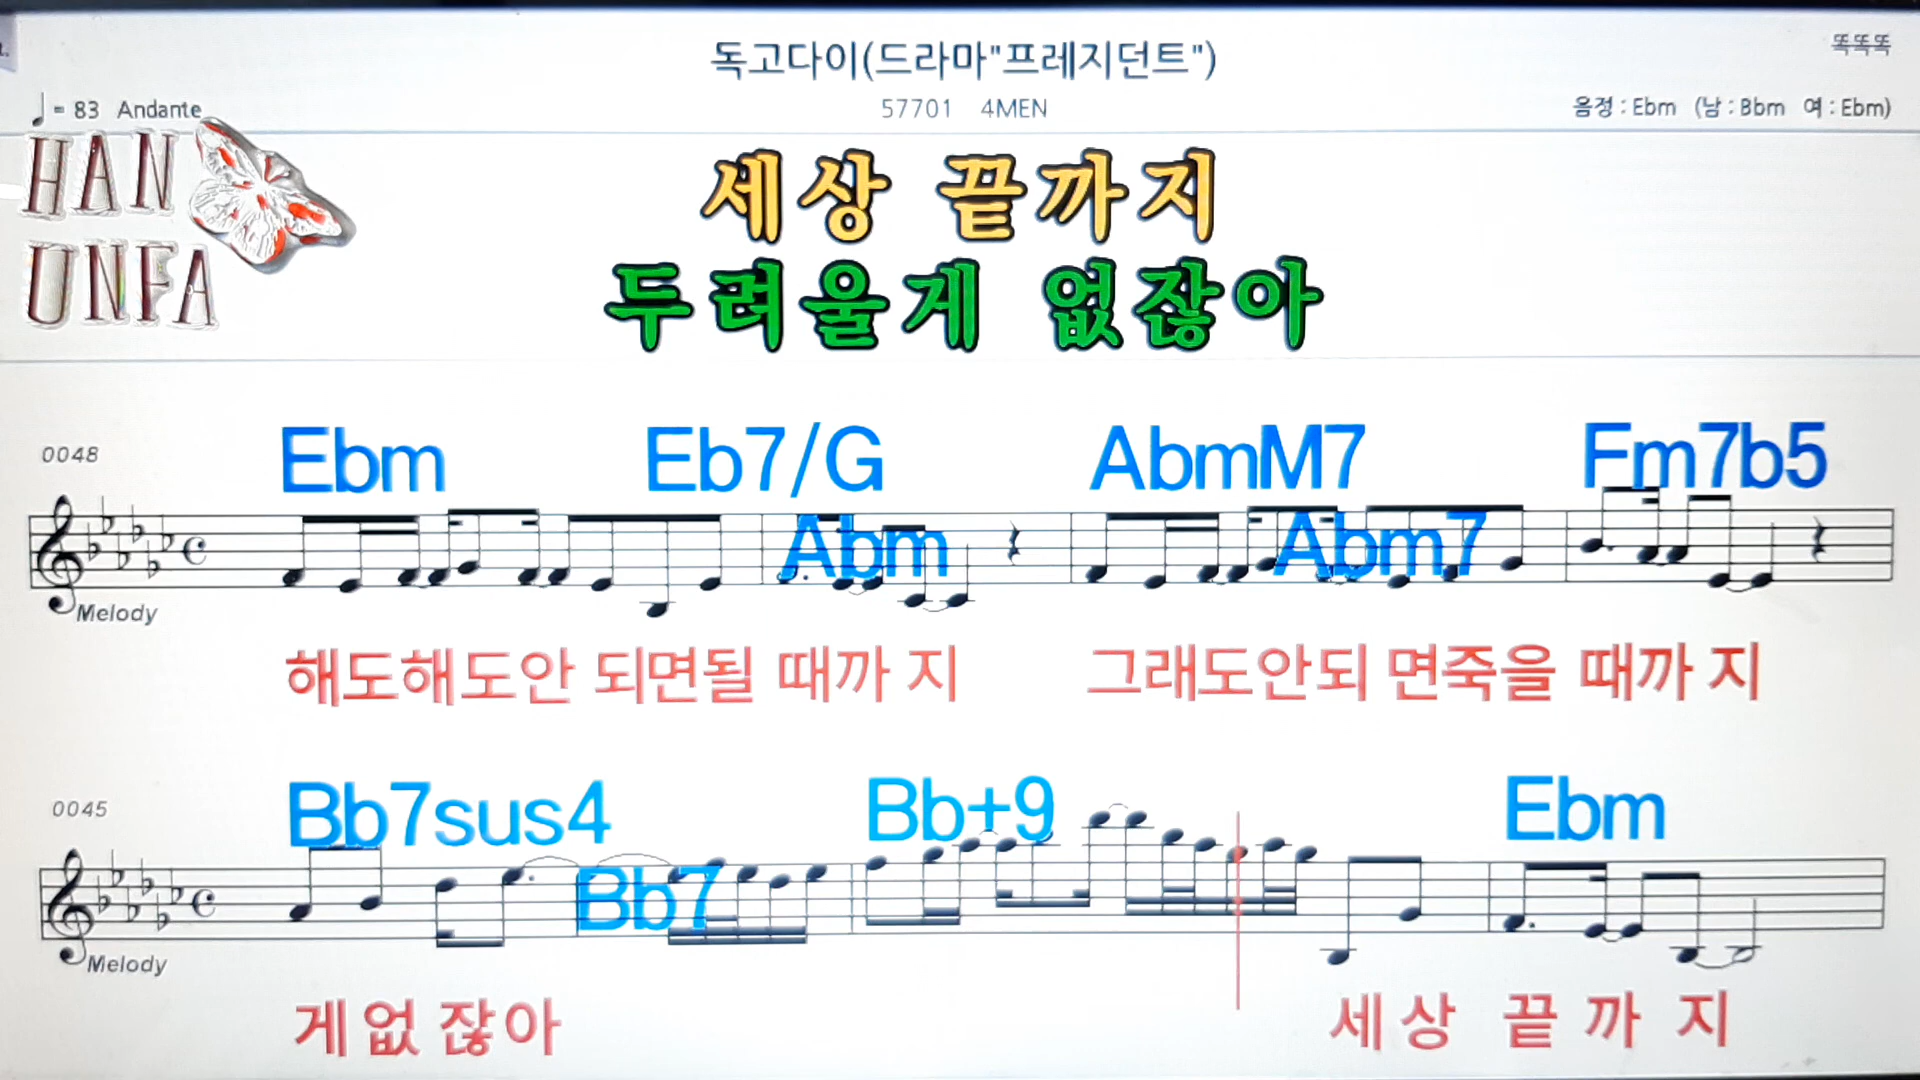 독고다이(드라마"프레지던트")
똑똑똑
= 83 Andante
57701 4MEN
음정 : Ebm (남 : Bbm 여 : Ebm)
HAN
UNFA
세상 끝까지
두려울게 없잖아
0048
Ebm Eb7/G AbmM7 Fm7b5
Abm Abm7
Melody
해도해도안 되면될 때까 지 그래도안되 면죽을 때까 지
0045
Bb7sus4 Bb+9 Ebm
Bb7
Melody
게없 잖아 세상 끝 까 지